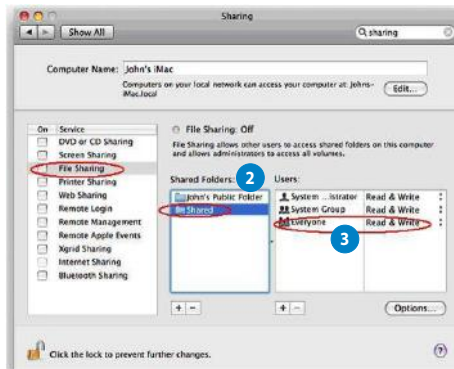 Sharing
Show All
sharing
Computer Name: John's iMac
Computers on your local network can access your computer at: Johns-
iMac.local
Edit...
On Service
DVD or CD Sharing
Screen Sharing
File Sharing
Printer Sharing
Web Sharing
Remote Login
Remote Management
Remote Apple Events
Xgrid Sharing
Internet Sharing
Bluetooth Sharing
File Sharing: Off
File Sharing allows other users to access shared folders on this computer
and allows administrators to access all volumes.
Shared Folders: 2
John's Public Folder
Shared
Users:
System ...istrator Read & Write
System Group Read & Write
Everyone Read & Write
3
+ −
+ −
Options...
Click the lock to prevent further changes.
?